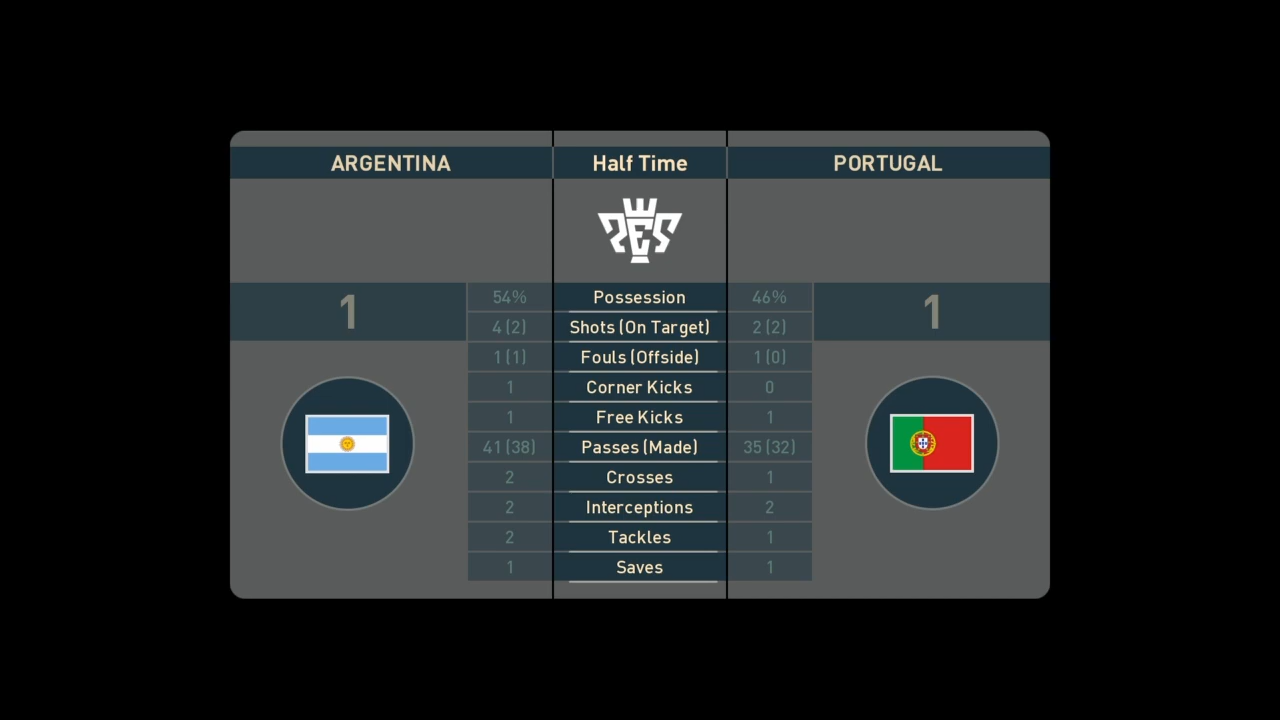 ARGENTINA Half Time PORTUGAL
PES
1 1
54% Possession 46%
4 (2) Shots (On Target) 2 (2)
1 (1) Fouls (Offside) 1 (0)
1 Corner Kicks 0
1 Free Kicks 1
41 (38) Passes (Made) 35 (32)
2 Crosses 1
2 Interceptions 2
2 Tackles 1
1 Saves 1